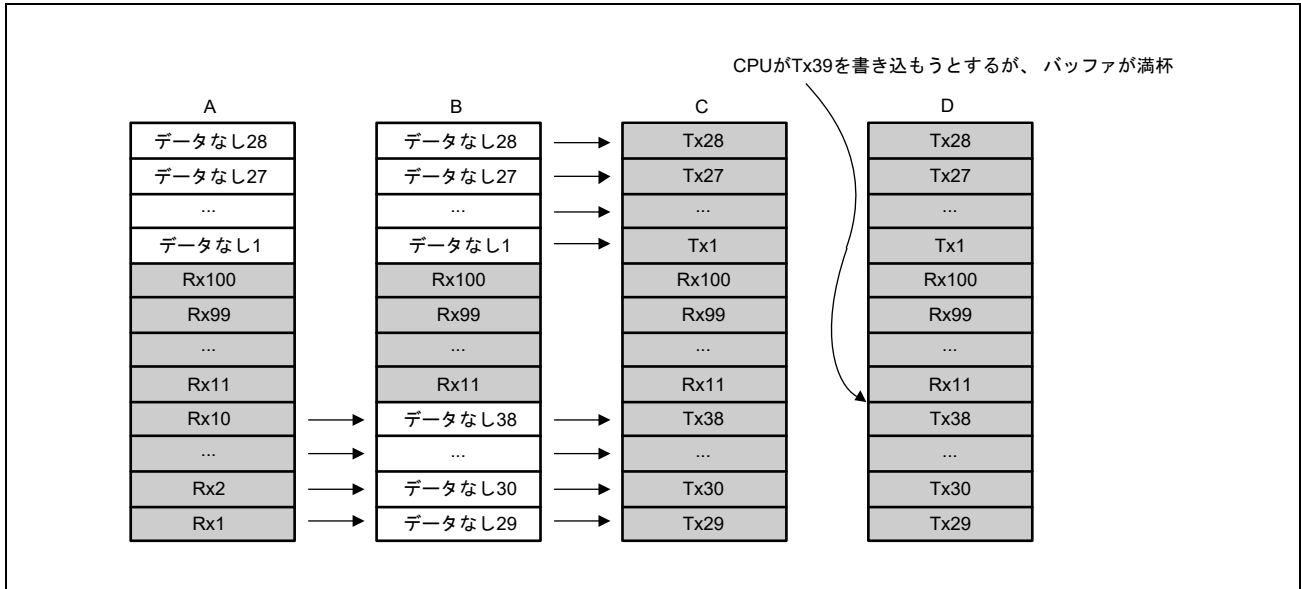 CPUがTx39を書き込もうとするが、 バッファが満杯
A B C D
データなし28 データなし28 Tx28 Tx28
データなし27 データなし27 Tx27 Tx27
... ... ... ...
データなし1 データなし1 Tx1 Tx1
Rx100 Rx100 Rx100 Rx100
Rx99 Rx99 Rx99 Rx99
... ... ... ...
Rx11 Rx11 Rx11 Rx11
Rx10 データなし38 Tx38 Tx38
... ... ... ...
Rx2 データなし30 Tx30 Tx30
Rx1 データなし29 Tx29 Tx29